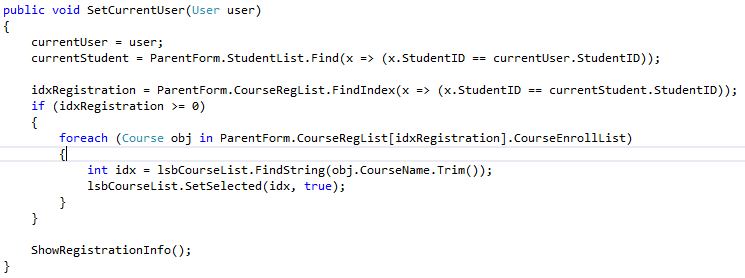 public void SetCurrentUser(User user)
{
    currentUser = user;
    currentStudent = ParentForm.StudentList.Find(x => (x.StudentID == currentUser.StudentID));

    idxRegistration = ParentForm.CourseRegList.FindIndex(x => (x.StudentID == currentStudent.StudentID));
    if (idxRegistration >= 0)
    {
        foreach (Course obj in ParentForm.CourseRegList[idxRegistration].CourseEnrollList)
        {
            int idx = lsbCourseList.FindString(obj.CourseName.Trim());
            lsbCourseList.SetSelected(idx, true);
        }
    }

    ShowRegistrationInfo();
}